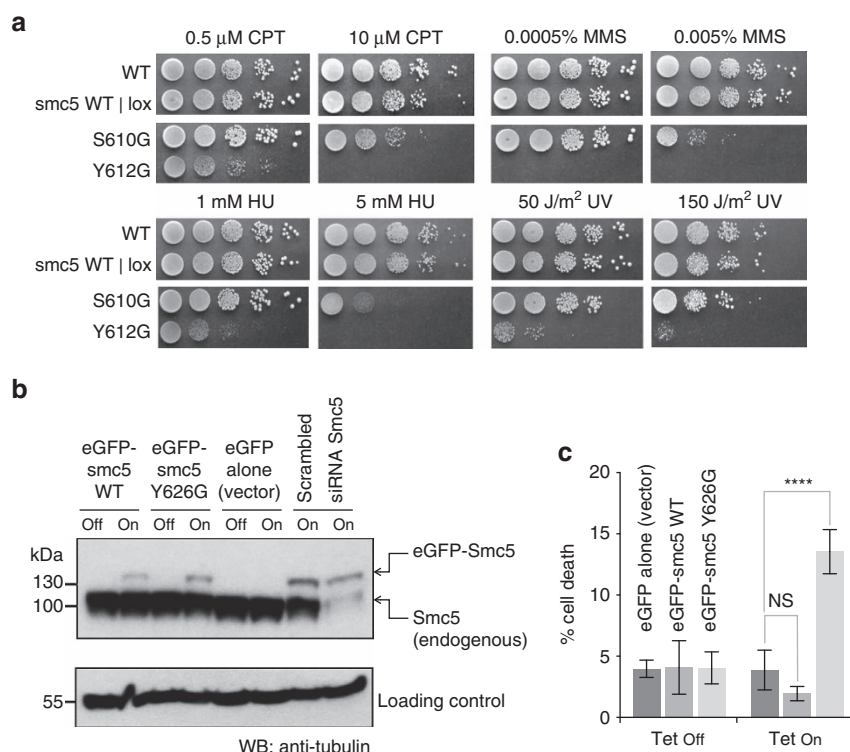 a
0.5 μM CPT
10 μM CPT
0.0005% MMS
0.005% MMS
WT
smc5 WT | lox
S610G
Y612G
1 mM HU
5 mM HU
50 J/m² UV
150 J/m² UV
WT
smc5 WT | lox
S610G
Y612G
b
eGFP-
smc5
WT
eGFP-
smc5
Y626G
eGFP
alone
(vector)
Scrambled
siRNA Smc5
Off On Off On Off On On On
kDa
130
100
eGFP-Smc5
Smc5
(endogenous)
55
Loading control
WB: anti-tubulin
c
% cell death
20
15
10
5
0
eGFP alone (vector)
eGFP-smc5 WT
eGFP-smc5 Y626G
****
NS
Tet Off
Tet On